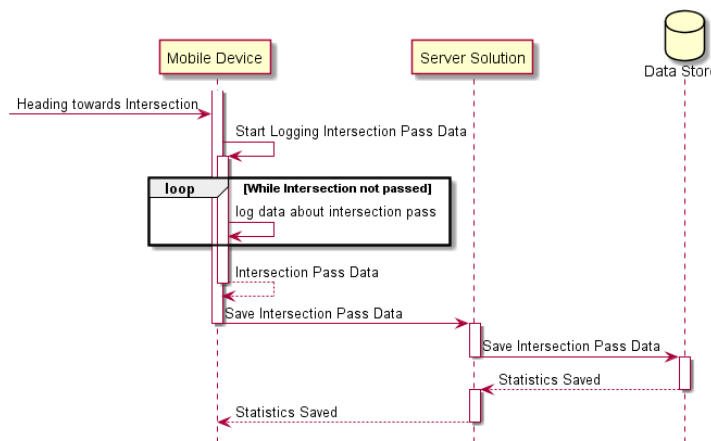 Mobile Device
Server Solution
Data Store
Heading towards Intersection
Start Logging Intersection Pass Data
loop
[While Intersection not passed]
log data about intersection pass
Intersection Pass Data
Save Intersection Pass Data
Save Intersection Pass Data
Statistics Saved
Statistics Saved